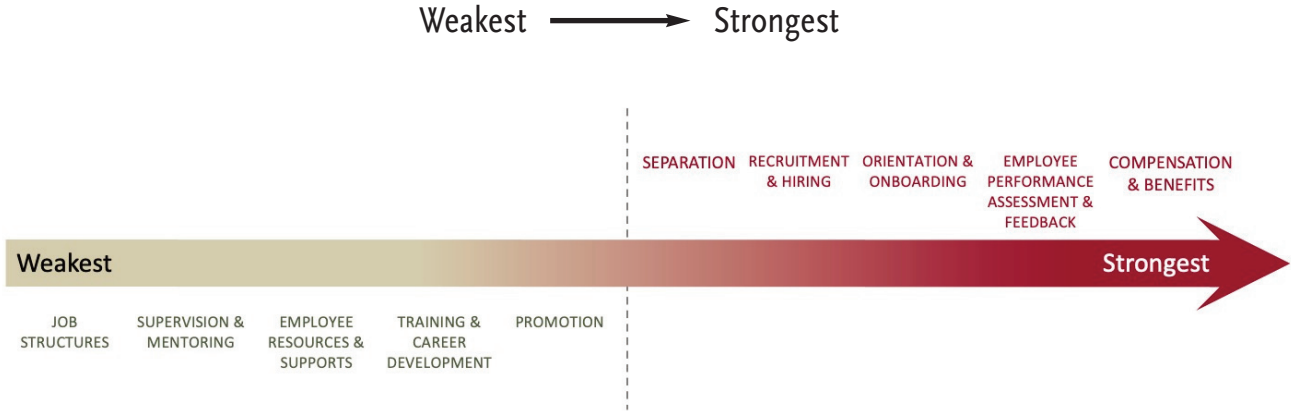 Weakest Strongest
SEPARATION
RECRUITMENT
& HIRING
ORIENTATION &
ONBOARDING
EMPLOYEE
PERFORMANCE
ASSESSMENT &
FEEDBACK
COMPENSATION
& BENEFITS
Weakest
Strongest
JOB
STRUCTURES
SUPERVISION &
MENTORING
EMPLOYEE
RESOURCES &
SUPPORTS
TRAINING &
CAREER
DEVELOPMENT
PROMOTION